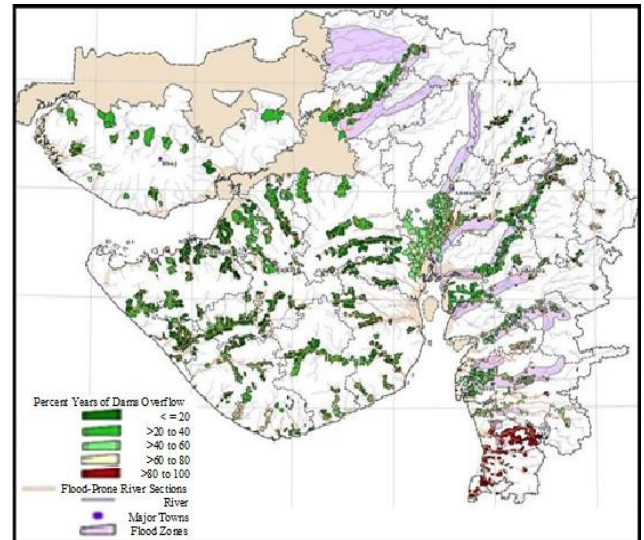 Bhuj
Percent Years of Dams Overflow
< = 20
>20 to 40
>40 to 60
>60 to 80
>80 to 100
Flood-Prone River Sections
River
Major Towns
Flood Zones